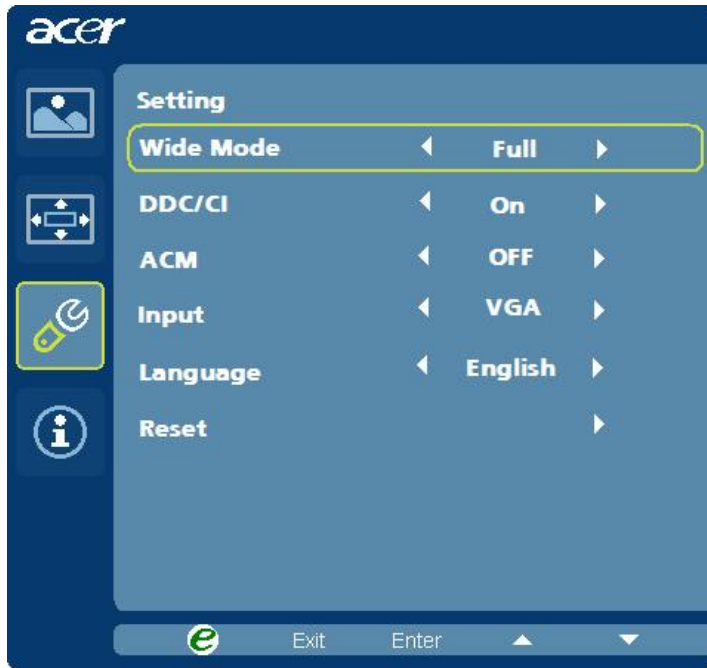 acer
Setting
Wide Mode Full
DDC/CI On
ACM OFF
Input VGA
Language English
Reset
e Exit Enter